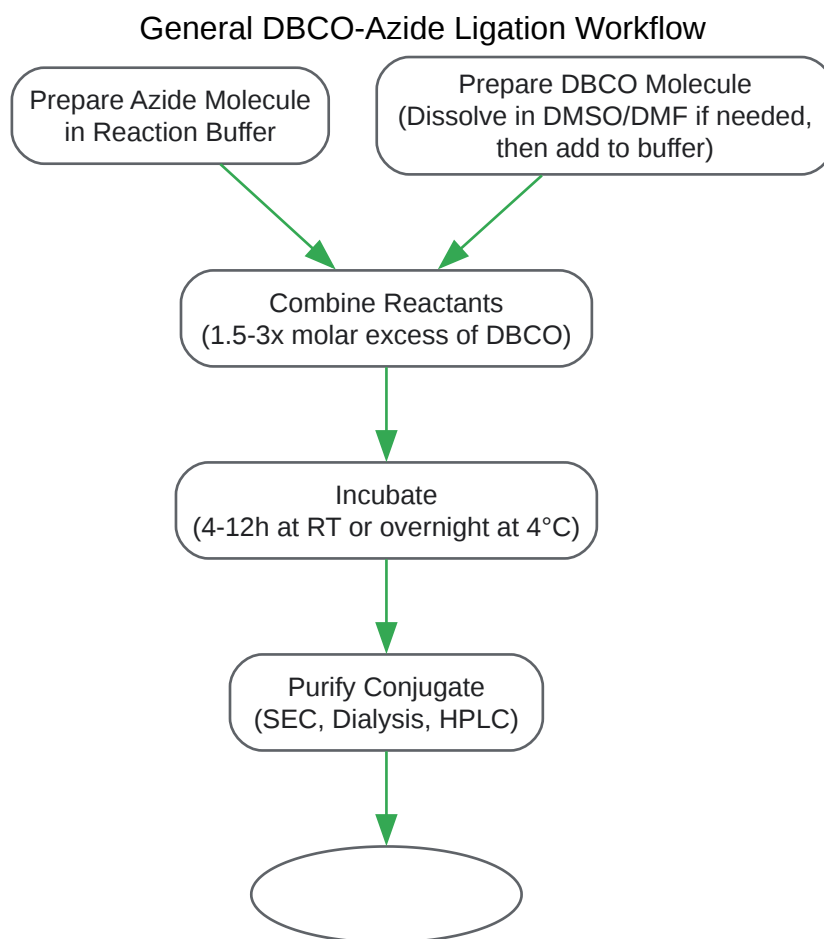 General DBCO-Azide Ligation Workflow
Prepare Azide Molecule
in Reaction Buffer
Prepare DBCO Molecule
(Dissolve in DMSO/DMF if needed,
then add to buffer)
Combine Reactants
(1.5-3x molar excess of DBCO)
Incubate
(4-12h at RT or overnight at 4°C)
Purify Conjugate
(SEC, Dialysis, HPLC)